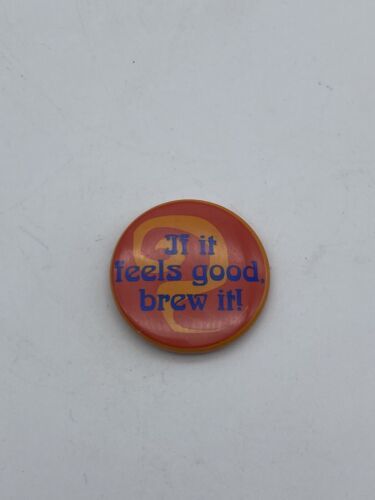 If it
feels good,
brew it!